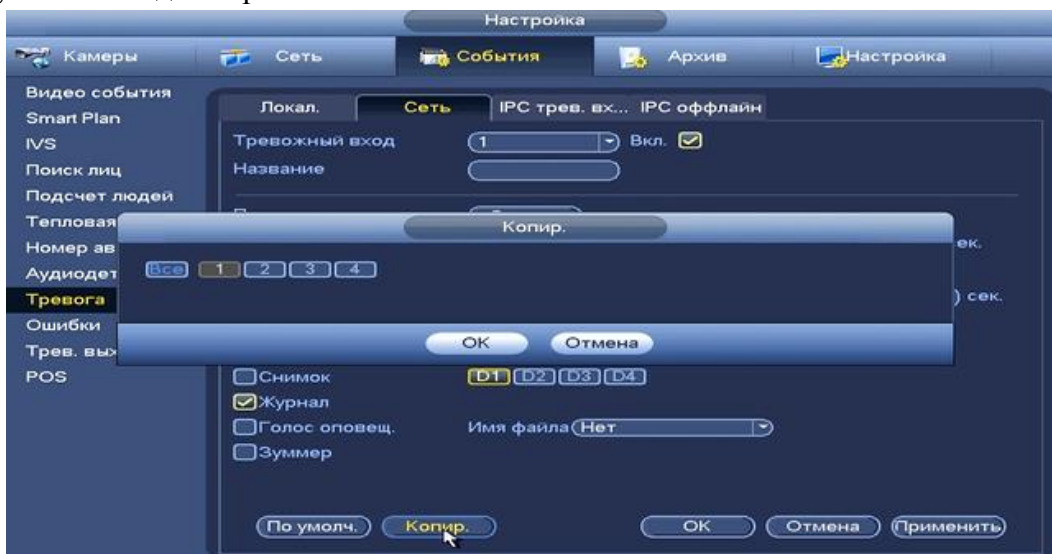 Настройка
Камеры Сеть События Архив Настройка
Видео события
Smart Plan
IVS
Поиск лиц
Подсчет людей
Тепловая
Номер ав
Аудиодет
Тревога
Ошибки
Трев. вых
POS
Локал. Сеть IPC трев. вх... IPC оффлайн
Тревожный вход 1 Вкл.
Название
ек.
) сек.
Копир.
Все 1 2 3 4
OK Отмена
Снимок D1 D2 D3 D4
Журнал
Голос оповещ. Имя файла Нет
Зуммер
По умолч. Копир. OK Отмена Применить